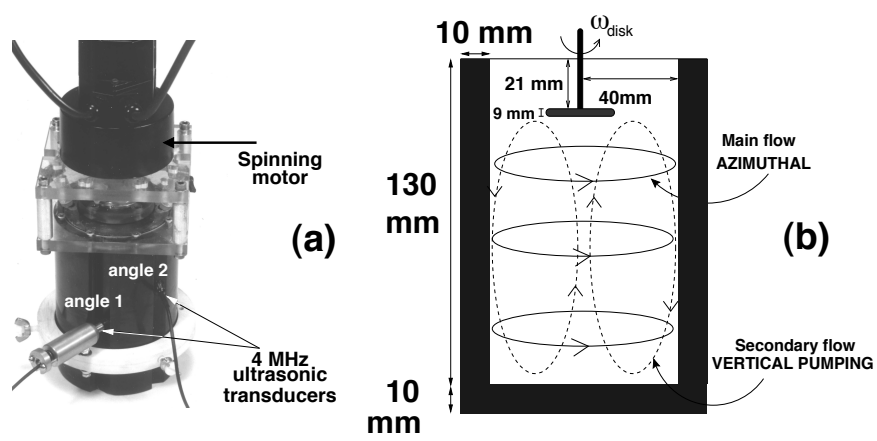 Spinning
motor
(a)
angle 2
angle 1
4 MHz
ultrasonic
transducers
10 mm
ω disk
21 mm
40mm
9 mm
Main flow
AZIMUTHAL
130
mm
(b)
Secondary flow
VERTICAL PUMPING
10
mm